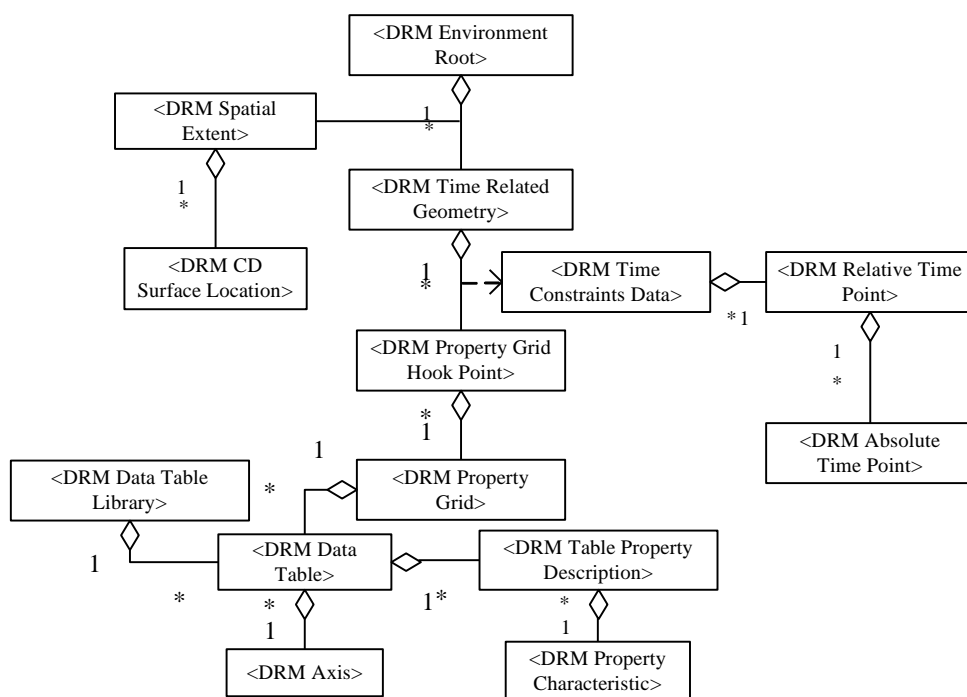 <DRM Environment
Root>
<DRM Spatial
Extent>
1
*
<DRM Time Related
Geometry>
1
*
<DRM CD
Surface Location>
1
*
<DRM Time
Constraints Data>
<DRM Relative Time
Point>
* 1
<DRM Property Grid
Hook Point>
1
*
*
1
<DRM Absolute
Time Point>
1
<DRM Data Table
Library>
*
<DRM Property
Grid>
<DRM Data
Table>
<DRM Table Property
Description>
1
*
*
1
1*
*
1
<DRM Axis>
<DRM Property
Characteristic>